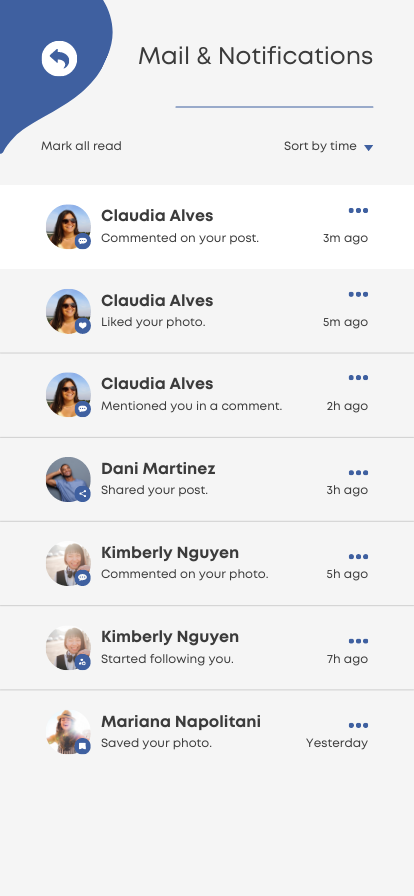 Mail & Notifications
Mark all read
Sort by time
Claudia Alves
Commented on your post.
3m ago
Claudia Alves
Liked your photo.
5m ago
Claudia Alves
Mentioned you in a comment.
2h ago
Dani Martinez
Shared your post.
3h ago
Kimberly Nguyen
Commented on your photo.
5h ago
Kimberly Nguyen
Started following you.
7h ago
Mariana Napolitani
Saved your photo.
Yesterday